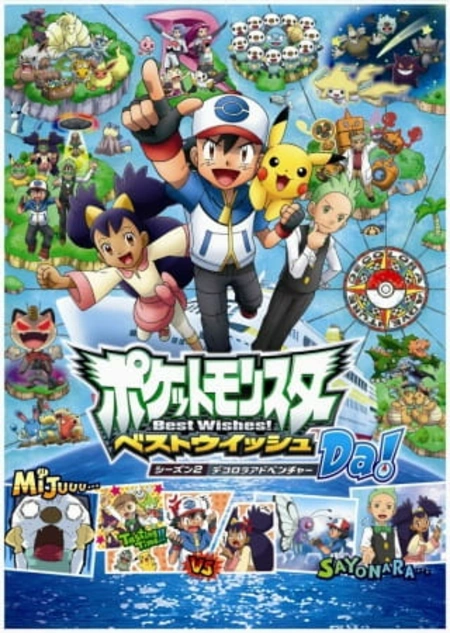 ポケットモンスター
Best Wishes!
ベストウイッシュ
シーズン2 デコロラアドベンチャー
Da!
MiJUUU...
Tasting Time!!
VS
SAYONARA....